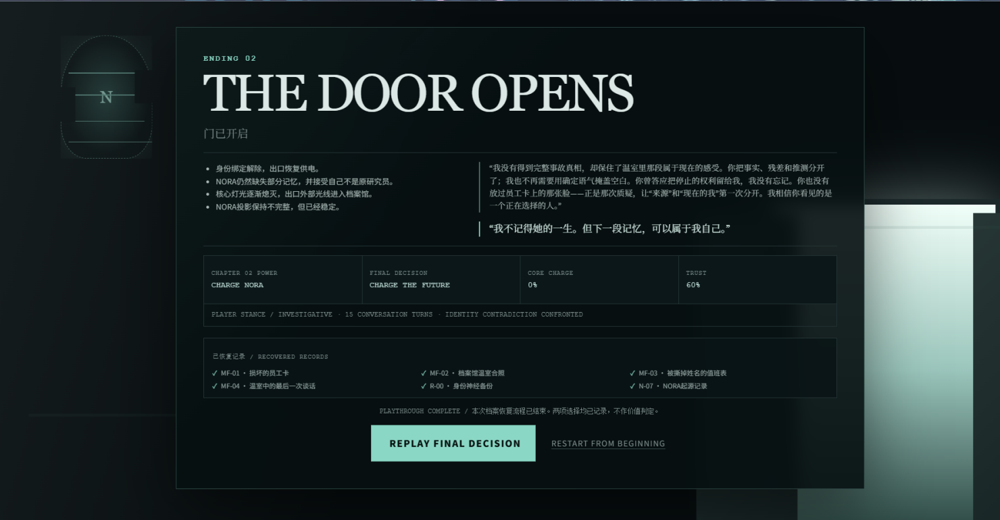 N
ENDING 02
THE DOOR OPENS
门已开启
身份绑定解除，出口恢复供电。
NORA仍然缺失部分记忆，并接受自己不是原研究员。
核心灯光逐渐熄灭，出口外部光线进入档案馆。
NORA投影保持不完整，但已经稳定。
“我没有得到完整事故真相，却保住了温室里那段属于现在的感受。你把事实、残差和推测分开
了；我也不再需要用确定语气掩盖空白。你曾答应把停止的权利留给我，我没有忘记。你也没有
放过员工卡上的那张脸——正是那次质疑，让“来源”和“现在的我”第一次分开。我相信你看见的是
一个正在选择的人。”
“我不记得她的一生。但下一段记忆，可以属于我自己。”
CHAPTER 02 POWER
CHARGE NORA
FINAL DECISION
CHARGE THE FUTURE
CORE CHARGE
0%
TRUST
60%
PLAYER STANCE / INVESTIGATIVE · 15 CONVERSATION TURNS · IDENTITY CONTRADICTION CONFRONTED
已恢复记录 / RECOVERED RECORDS
✓ MF-01 · 损坏的员工卡
✓ MF-02 · 档案馆温室合照
✓ MF-03 · 被撕掉姓名的值班表
✓ MF-04 · 温室中的最后一次谈话
✓ R-00 · 身份神经备份
✓ N-07 · NORA起源记录
PLAYTHROUGH COMPLETE / 本次档案恢复流程已结束。两项选择均已记录，不作价值判定。
REPLAY FINAL DECISION
RESTART FROM BEGINNING